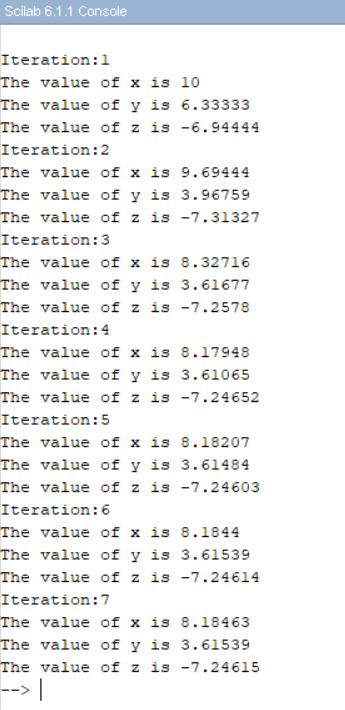 Scilab 6.1.1 Console
Iteration:1
The value of x is 10
The value of y is 6.33333
The value of z is -6.94444
Iteration:2
The value of x is 9.69444
The value of y is 3.96759
The value of z is -7.31327
Iteration:3
The value of x is 8.32716
The value of y is 3.61677
The value of z is -7.2578
Iteration:4
The value of x is 8.17948
The value of y is 3.61065
The value of z is -7.24652
Iteration:5
The value of x is 8.18207
The value of y is 3.61484
The value of z is -7.24603
Iteration:6
The value of x is 8.1844
The value of y is 3.61539
The value of z is -7.24614
Iteration:7
The value of x is 8.18463
The value of y is 3.61539
The value of z is -7.24615
-->